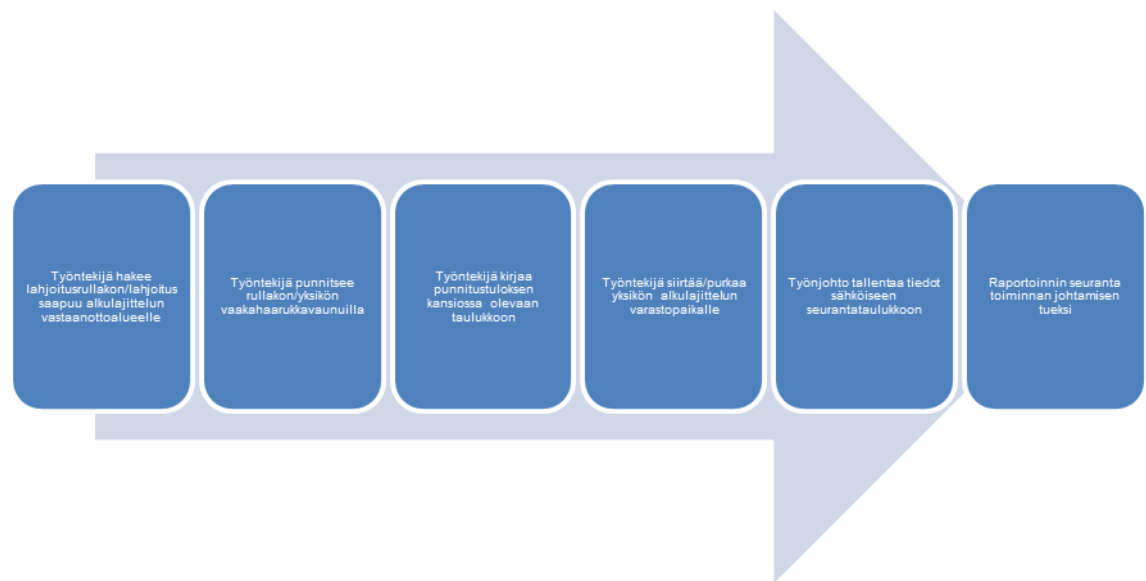 Työntekijä hakee
lahjoitusrullakon/lahjoitus
saapuu alkulajittelun
vastaanottoalueelle
Työntekijä punnitsee
rullakon/yksikön
vaakahaarukkavaunuilla
Työntekijä kirjaa
punnitustuloksen
kansiossa olevaan
taulukkoon
Työntekijä siirtää/purkaa
yksikön alkulajittelun
varastopaikalle
Työnjohto tallentaa tiedot
sähköiseen
seurantataulukkoon
Raportoinnin seuranta
toiminnan johtamisen
tueksi